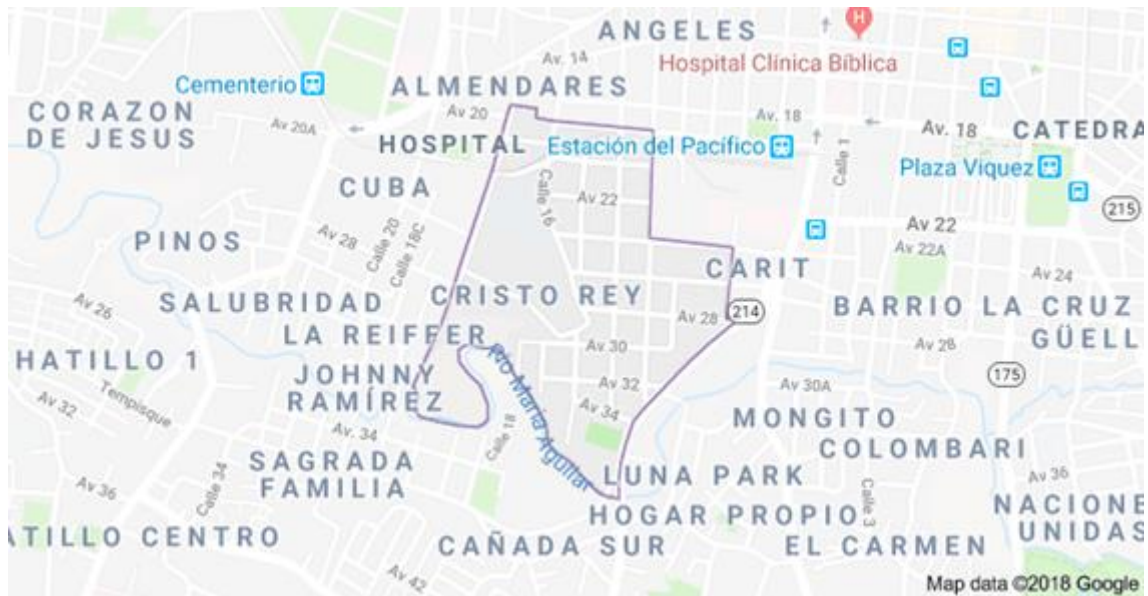 ANGELES
Av. 14
Hospital Clínica Bíblica
Cementerio
ALMENDARES
CORAZON
DE JESUS
Av 20A
Av 20
Av. 18
Av. 18
CATEDRA
HOSPITAL
Estación del Pacífico
Calle 1
Plaza Viquez
CUBA
Calle 16
Av 22
215
PINOS
Av 28
Calle 20
Calle 18C
Av 22
Av 22A
CARIT
Av 24
SALUBRIDAD
CRISTO REY
BARRIO LA CRUZ
Av 26
Av 28
214
LA REIFFER
GÜELL
HATILLO 1
Av 30
Av 28
JOHNNY
RAMÍREZ
Río María Aguilar
175
Tempisque
Av 32
Av 32
Av 30A
Av 34
Calle 18
MONGITO
Av. 34
COLOMBARI
SAGRADA
FAMILIA
Calle 34
LUNA PARK
Av 36
Av 36
Calle 3
NACIONE
UNIDAS
HOGAR PROPIO
ATILLO CENTRO
CAÑADA SUR
EL CARMEN
Av 42
Map data ©2018 Google